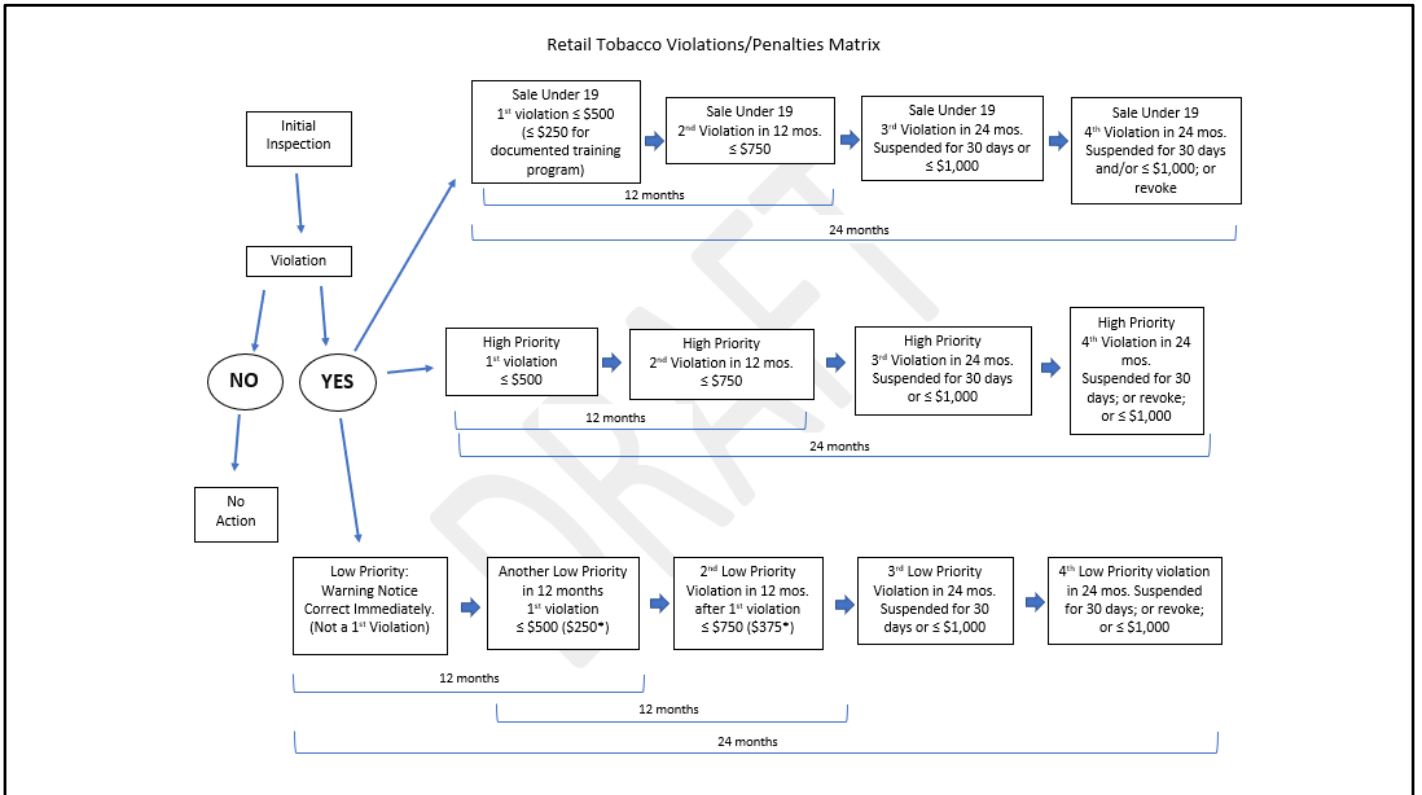 Retail Tobacco Violations/Penalties Matrix
Initial
Inspection
Violation
NO
YES
No
Action
Sale Under 19
1st violation ≤ $500
(≤ $250 for
documented training
program)
Sale Under 19
2nd Violation in 12 mos.
≤ $750
Sale Under 19
3rd Violation in 24 mos.
Suspended for 30 days or
≤ $1,000
Sale Under 19
4th Violation in 24 mos.
Suspended for 30 days
and/or ≤ $1,000; or
revoke
12 months
24 months
High Priority
1st violation
≤ $500
High Priority
2nd Violation in 12 mos.
≤ $750
High Priority
3rd Violation in 24 mos.
Suspended for 30 days
or ≤ $1,000
High Priority
4th Violation in 24
mos.
Suspended for 30
days; or revoke;
or ≤ $1,000
12 months
24 months
Low Priority:
Warning Notice
Correct Immediately.
(Not a 1st Violation)
Another Low Priority
in 12 months
1st violation
≤ $500 ($250*)
2nd Low Priority
Violation in 12 mos.
after 1st violation
≤ $750 ($375*)
3rd Low Priority
Violation in 24 mos.
Suspended for 30
days or ≤ $1,000
4th Low Priority violation
in 24 mos. Suspended
for 30 days; or revoke;
or ≤ $1,000
12 months
12 months
24 months
DRAFT